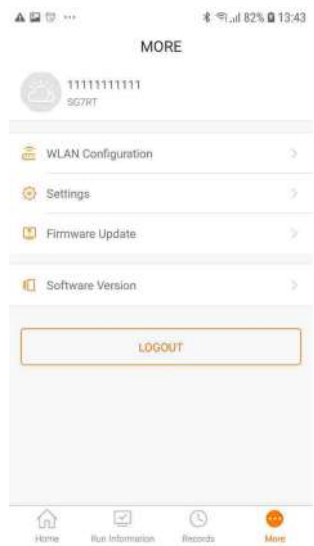 82% 13:43
MORE
11111111111
SG7RT
WLAN Configuration
Settings
Firmware Update
Software Version
LOGOUT
Home Run Information Records More